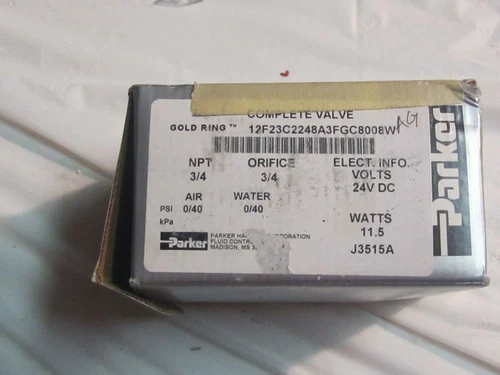 COMPLETE VALVE
GOLD RING™ 12F23C2248A3FGC8008W
NPT ORIFICE ELECT. INFO.
3/4 3/4 VOLTS
24V DC
AIR WATER
PSI 0/40 0/40
kPa
WATTS
11.5
J3515A
Parker
PARKER
FLUID
MADISON, MS
Parker